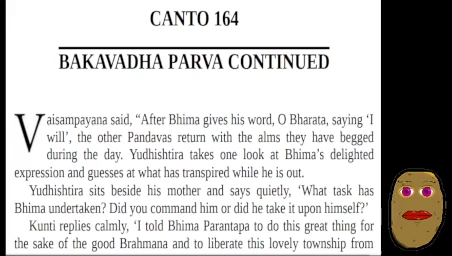 CANTO 164
BAKAVADHA PARVA CONTINUED
Vaisampayana said, “After Bhima gives his word, O Bharata, saying ‘I
will’, the other Pandavas return with the alms they have begged
during the day. Yudhishtira takes one look at Bhima’s delighted
expression and guesses at what has transpired while he is out.
Yudhishtira sits beside his mother and says quietly, ‘What task has
Bhima undertaken? Did you command him or did he take it upon himself?’
Kunti replies calmly, ‘I told Bhima Parantapa to do this great thing for
the sake of the good Brahmana and to liberate this lovely township from